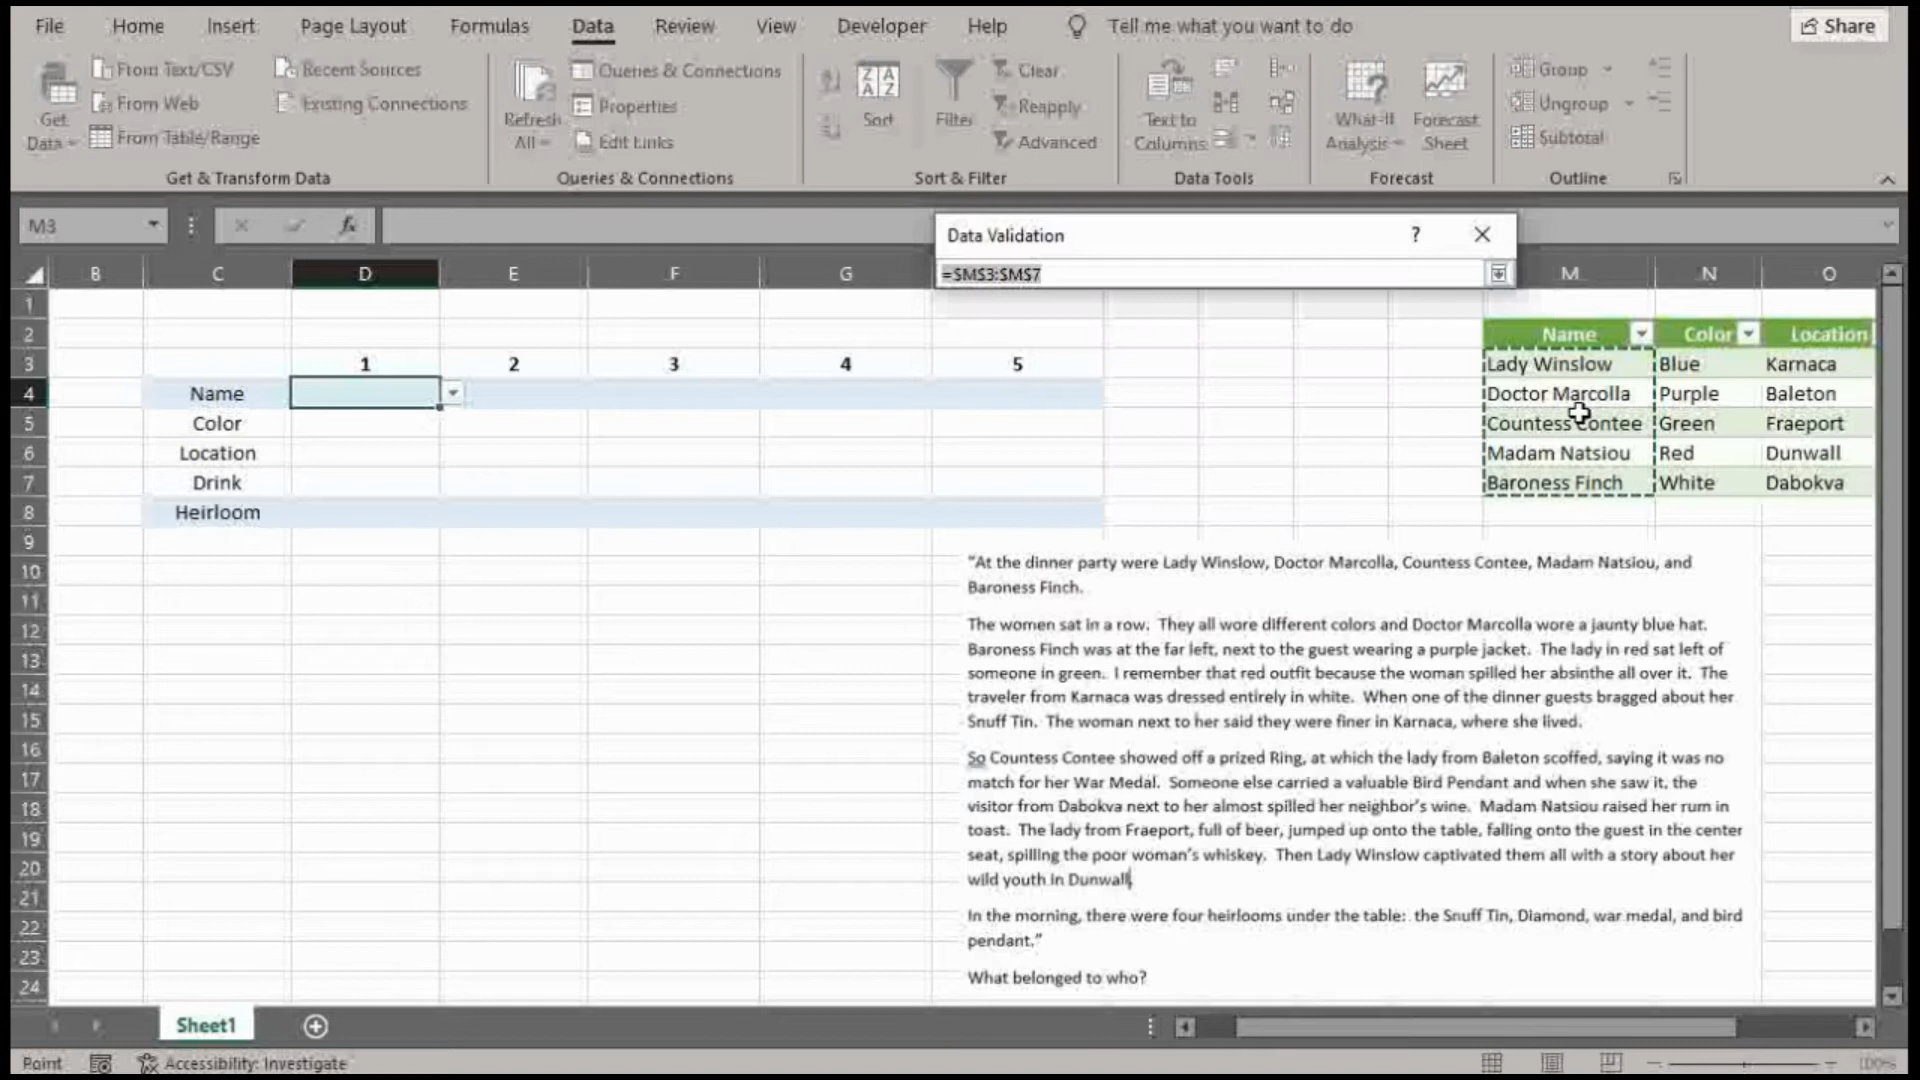 File Home Insert Page Layout Formulas Data Review View Developer Help Tell me what you want to do Share
Get Data
From Text/CSV
From Web
From Table/Range
Recent Sources
Existing Connections
Get & Transform Data
Refresh All
Queries & Connections
Properties
Edit Links
Queries & Connections
Sort
Filter
Clear
Reapply
Advanced
Sort & Filter
Text to Columns
Data Tools
What-If Analysis
Forecast Sheet
Forecast
Group
Ungroup
Subtotal
Outline
M3 fx
Data Validation ? 
=$M$3:$M$7
B C D E F G M N O
1
2 Name Color Location
3 1 2 3 4 5 Lady Winslow Blue Karnaca
4 Name Doctor Marcolla Purple Baleton
5 Color Countess Contee Green Fraeport
6 Location Madam Natsiou Red Dunwall
7 Drink Baroness Finch White Dabokva
8 Heirloom
9
10
11
12
13
14
15
16
17
18
19
20
21
22
23
24
"At the dinner party were Lady Winslow, Doctor Marcolla, Countess Contee, Madam Natsiou, and
Baroness Finch.
The women sat in a row. They all wore different colors and Doctor Marcolla wore a jaunty blue hat.
Baroness Finch was at the far left, next to the guest wearing a purple jacket. The lady in red sat left of
someone in green. I remember that red outfit because the woman spilled her absinthe all over it. The
traveler from Karnaca was dressed entirely in white. When one of the dinner guests bragged about her
Snuff Tin. The woman next to her said they were finer in Karnaca, where she lived.
So Countess Contee showed off a prized Ring, at which the lady from Baleton scoffed, saying it was no
match for her War Medal. Someone else carried a valuable Bird Pendant and when she saw it, the
visitor from Dabokva next to her almost spilled her neighbor's wine. Madam Natsiou raised her rum in
toast. The lady from Fraeport, full of beer, jumped up onto the table, falling onto the guest in the center
seat, spilling the poor woman's whiskey. Then Lady Winslow captivated them all with a story about her
wild youth in Dunwall.
In the morning, there were four heirlooms under the table: the Snuff Tin, Diamond, war medal, and bird
pendant."
What belonged to who?
Sheet1
Point Accessibility: Investigate 100%